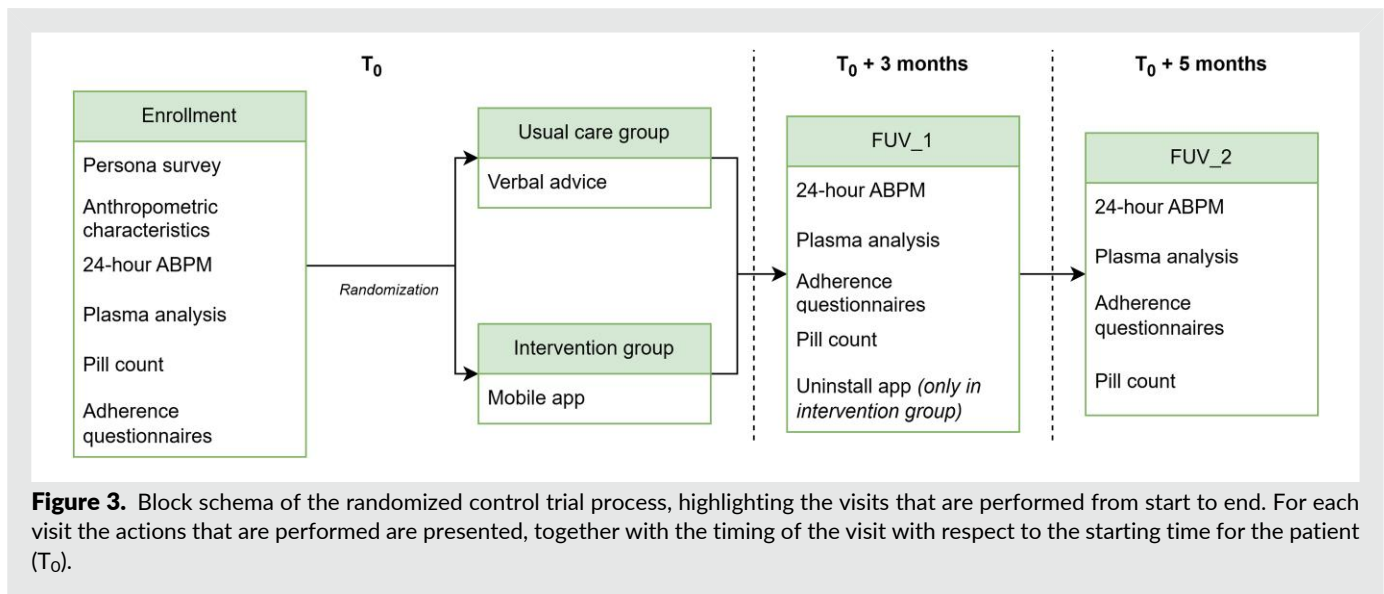 T0
T0 + 3 months
T0 + 5 months
Enrollment
Persona survey
Anthropometric
characteristics
24-hour ABPM
Plasma analysis
Pill count
Adherence
questionnaires
Randomization
Usual care group
Verbal advice
Intervention group
Mobile app
FUV_1
24-hour ABPM
Plasma analysis
Adherence
questionnaires
Pill count
Uninstall app (only in
intervention group)
FUV_2
24-hour ABPM
Plasma analysis
Adherence
questionnaires
Pill count
Figure 3. Block schema of the randomized control trial process, highlighting the visits that are performed from start to end. For each
visit the actions that are performed are presented, together with the timing of the visit with respect to the starting time for the patient
(T0).